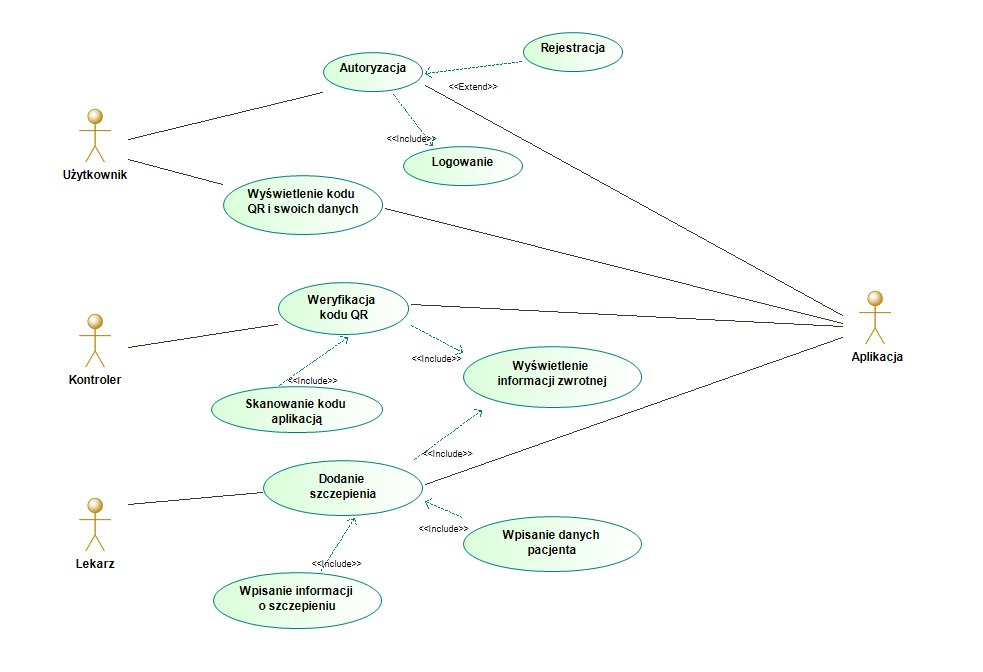 Rejestracja
Autoryzacja
<<Extend>>
<<Include>>
Logowanie
Użytkownik
Wyświetlenie kodu
QR i swoich danych
Weryfikacja
kodu QR
Aplikacja
Kontroler
<<Include>>
Wyświetlenie
informacji zwrotnej
<<Include>>
Skanowanie kodu
aplikacją
<<Include>>
Dodanie
szczepienia
<<Include>>
Wpisanie danych
pacjenta
Lekarz
<<Include>>
Wpisanie informacji
o szczepieniu